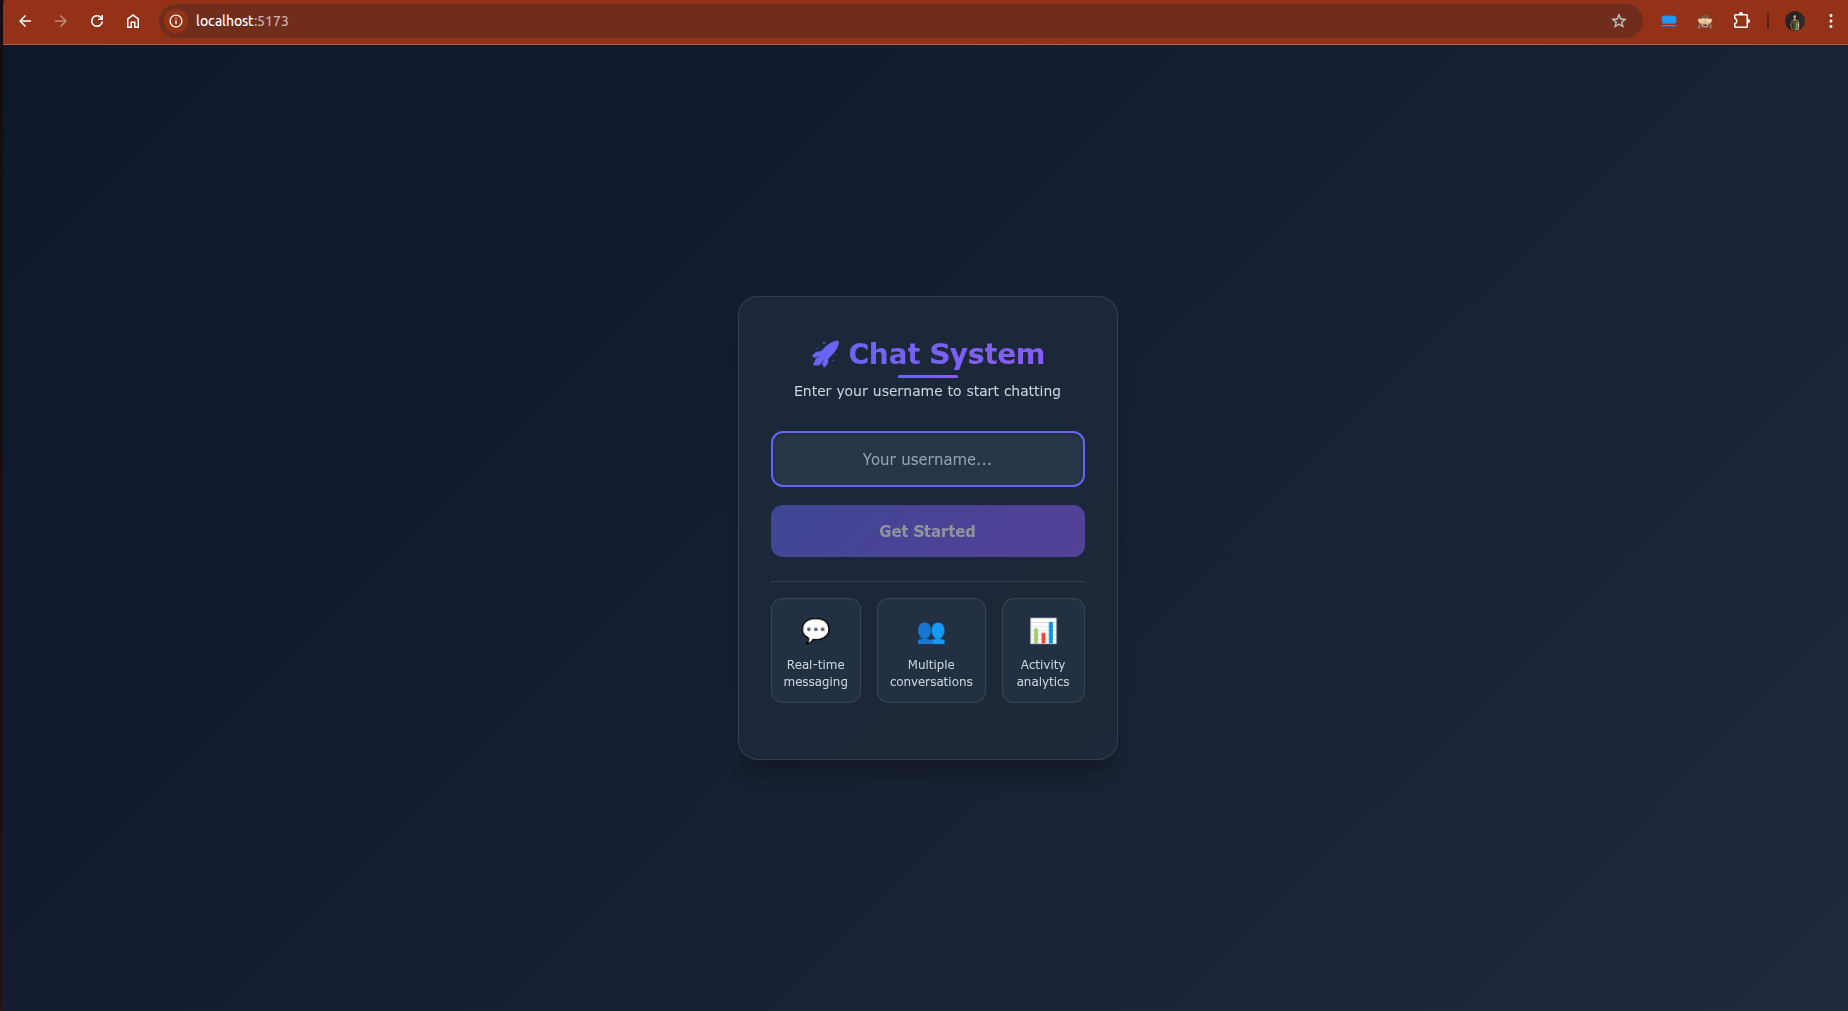 localhost:5173
Chat System
Enter your username to start chatting
Your username...
Get Started
Real-time
messaging
Multiple
conversations
Activity
analytics